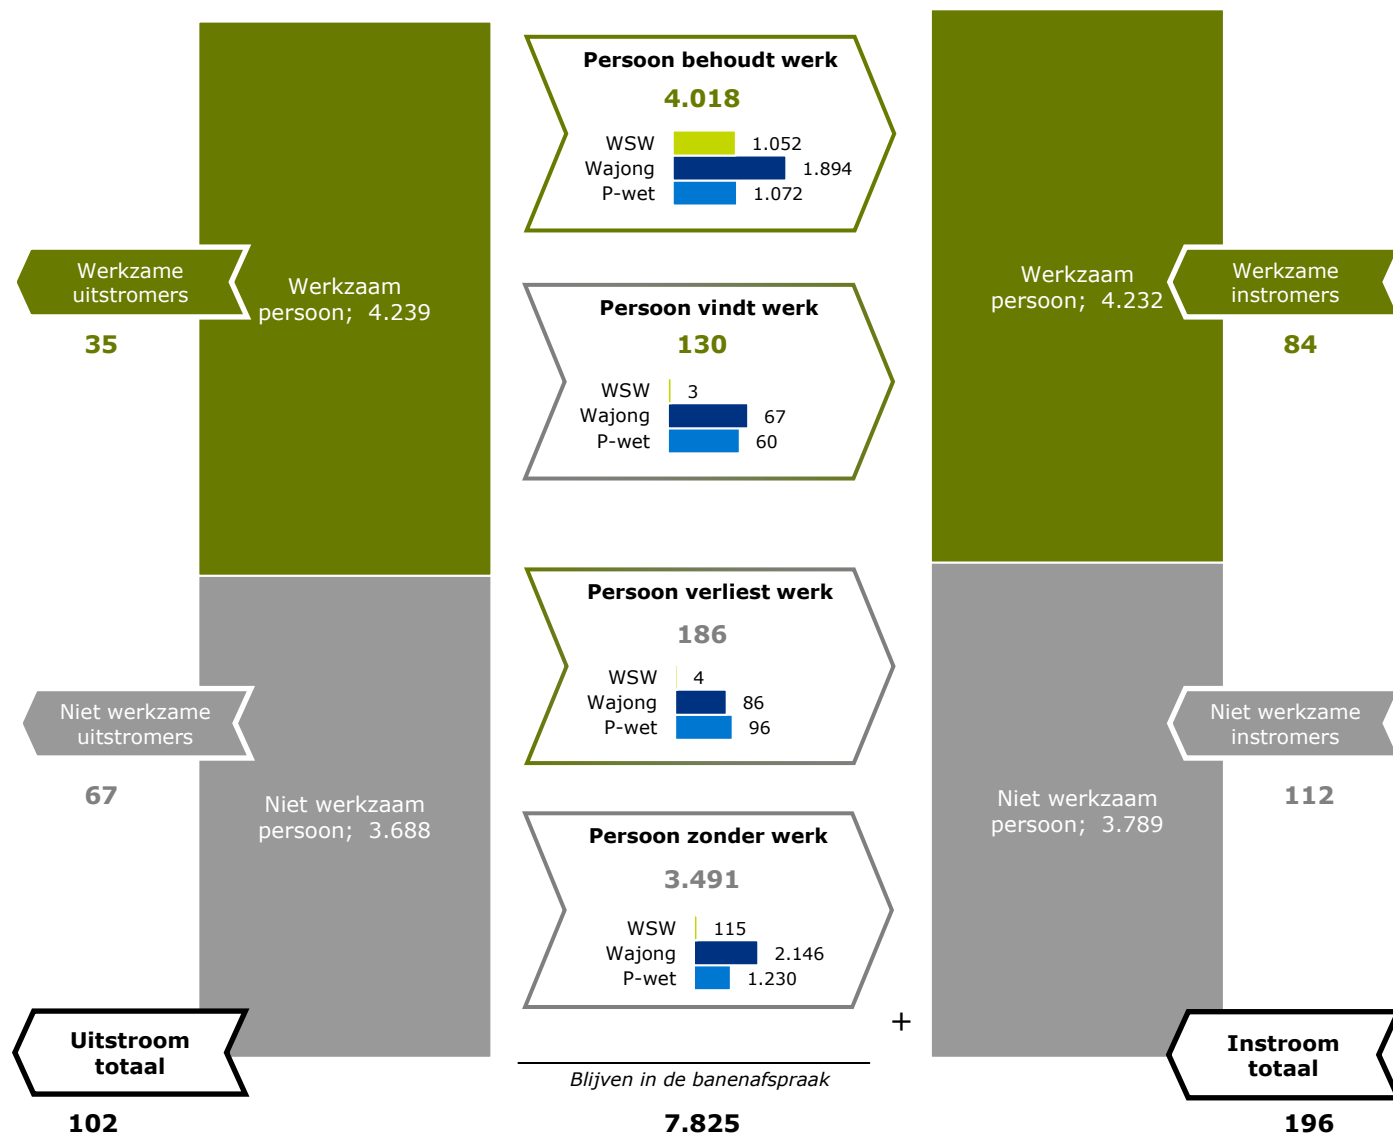 Werkzame
uitstromers
35
Werkzaam
persoon;  4.239
Niet werkzame
uitstromers
67
Niet werkzaam
persoon;  3.688
Uitstroom
totaal
102
Persoon behoudt werk
4.018
WSW 1.052
Wajong 1.894
P-wet 1.072
Persoon vindt werk
130
WSW 3
Wajong 67
P-wet 60
Persoon verliest werk
186
WSW 4
Wajong 86
P-wet 96
Persoon zonder werk
3.491
WSW 115
Wajong 2.146
P-wet 1.230
+
Blijven in de banenafspraak
7.825
Werkzaam
persoon;  4.232
Werkzame
instromers
84
Niet werkzaam
persoon;  3.789
Niet werkzame
instromers
112
Instroom
totaal
196